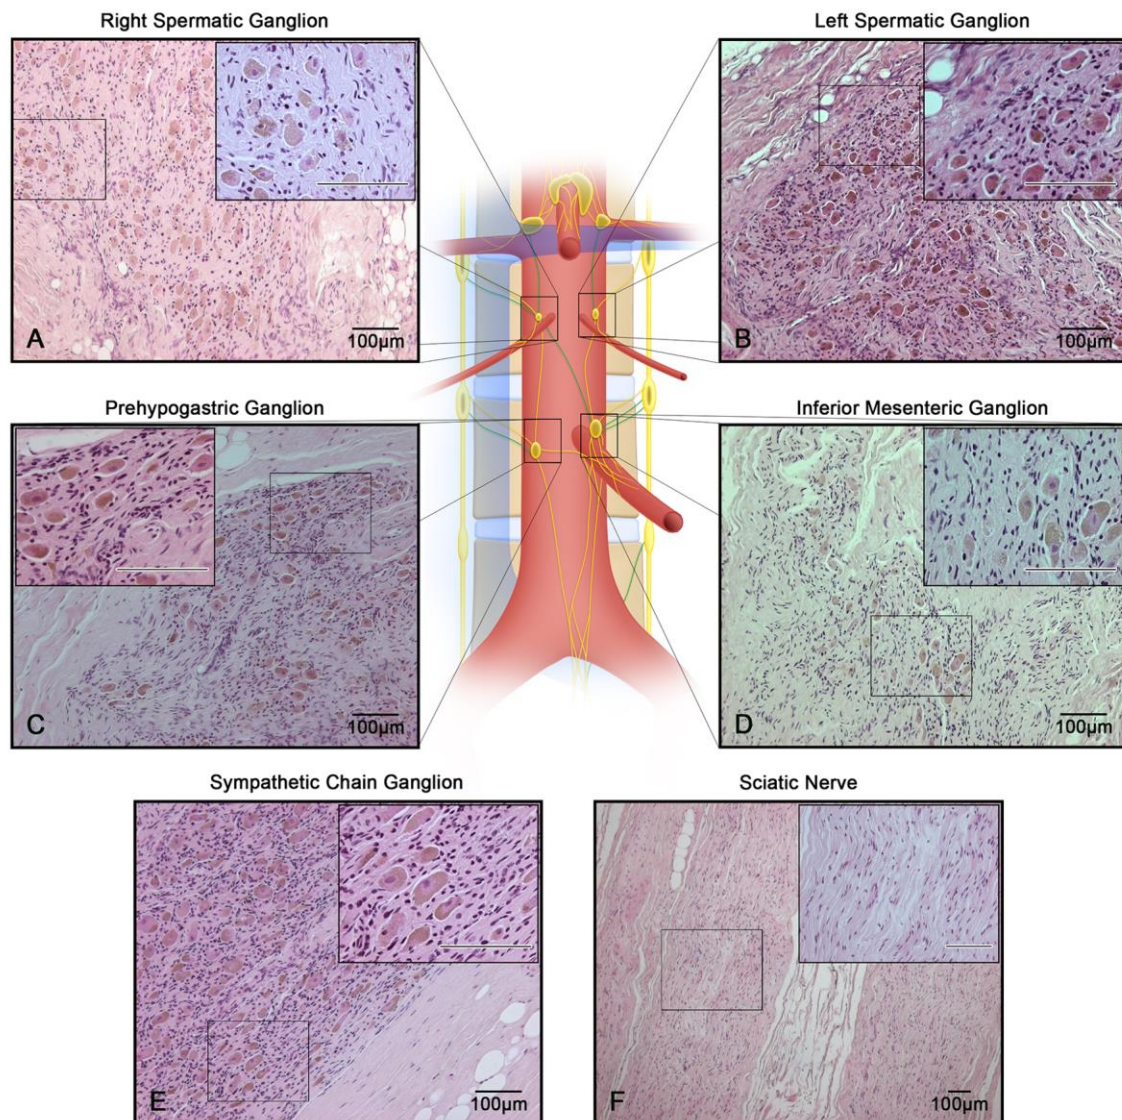 Right Spermatic Ganglion
Left Spermatic Ganglion
A
100µm
B
100µm
Prehypogastric Ganglion
Inferior Mesenteric Ganglion
C
100µm
D
100µm
Sympathetic Chain Ganglion
Sciatic Nerve
E
100µm
F
100µm